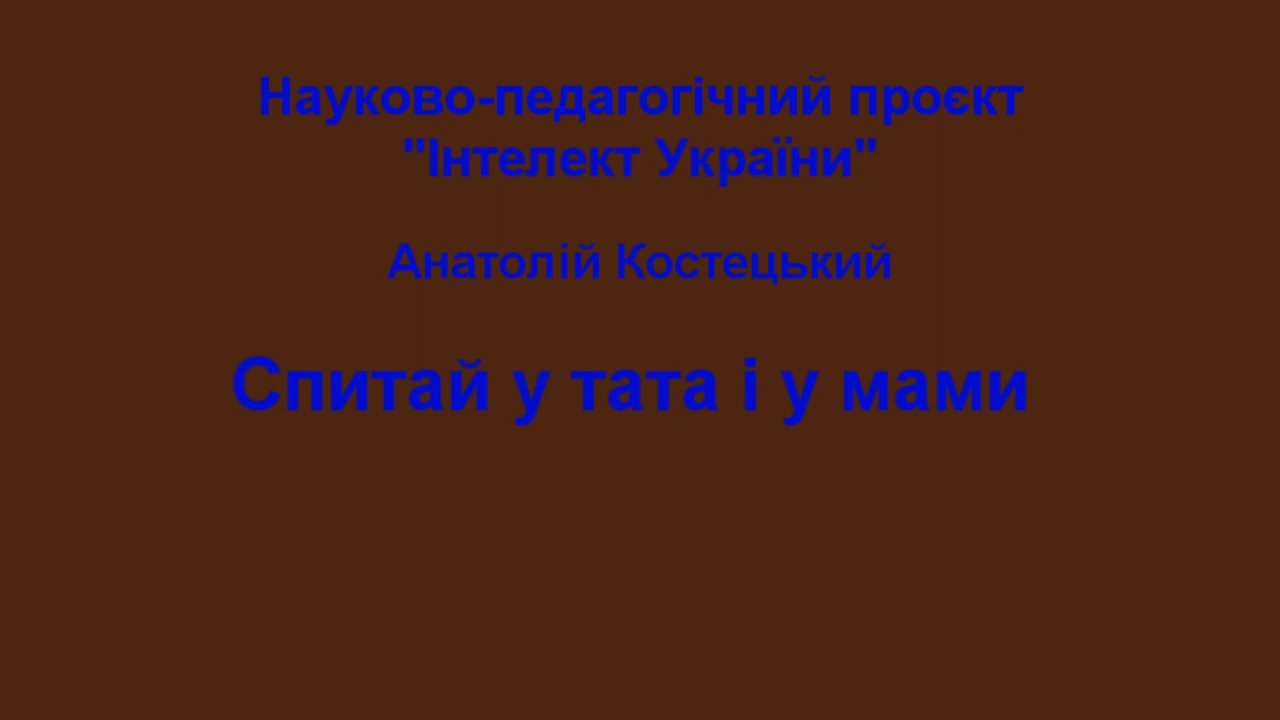 Науково-педагогічний проєкт
"Інтелект України"
Анатолій Костецький
Спитай у тата і у мами